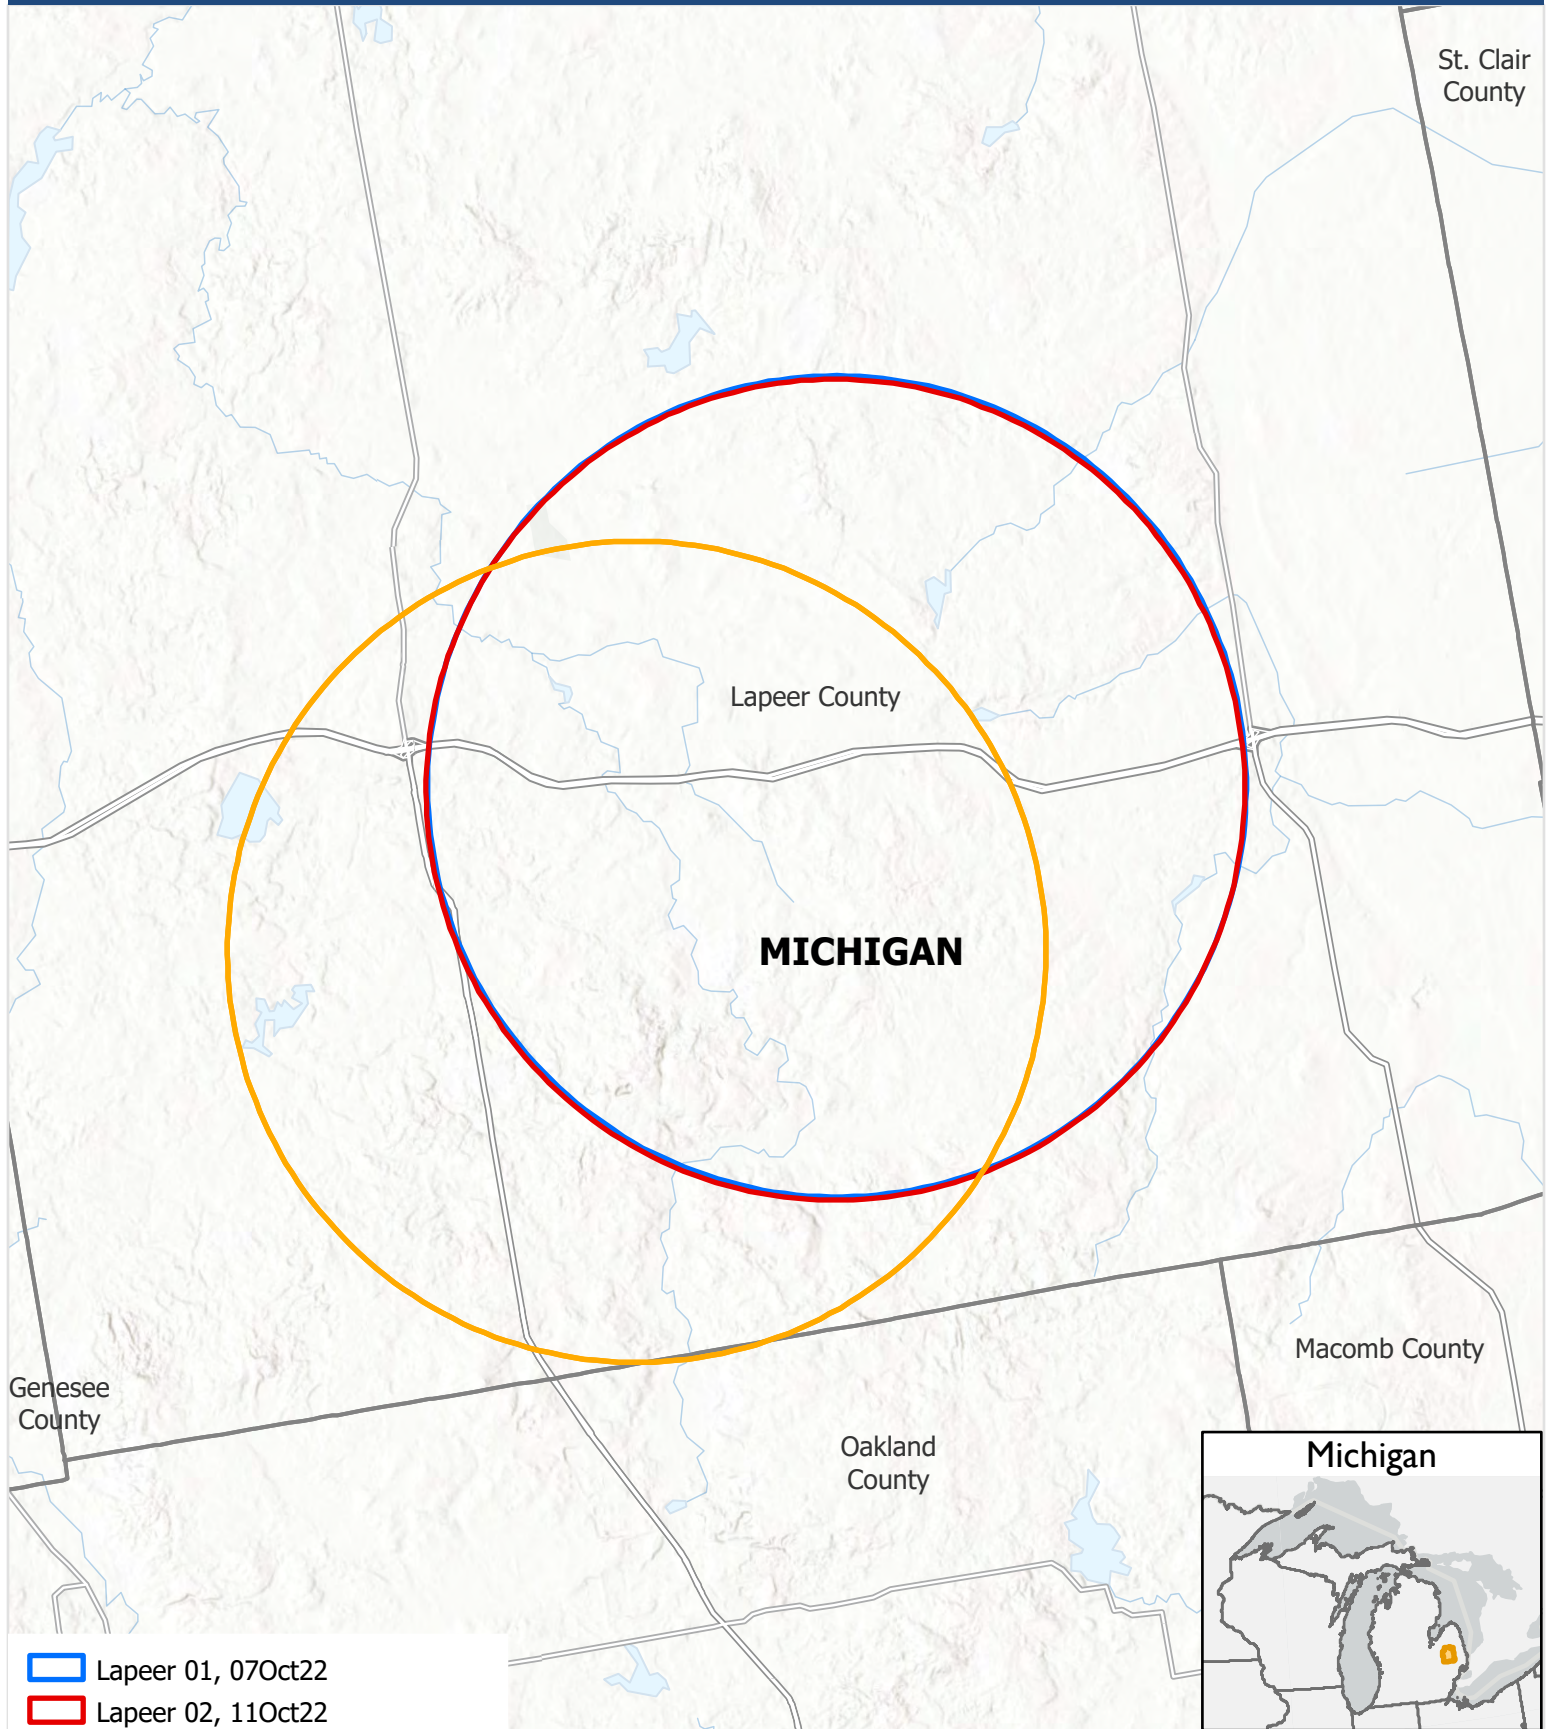 St. Clair
County
Lapeer County
MICHIGAN
Macomb County
Genesee
County
Oakland
County
Michigan
Lapeer 01, 07Oct22
Lapeer 02, 11Oct22